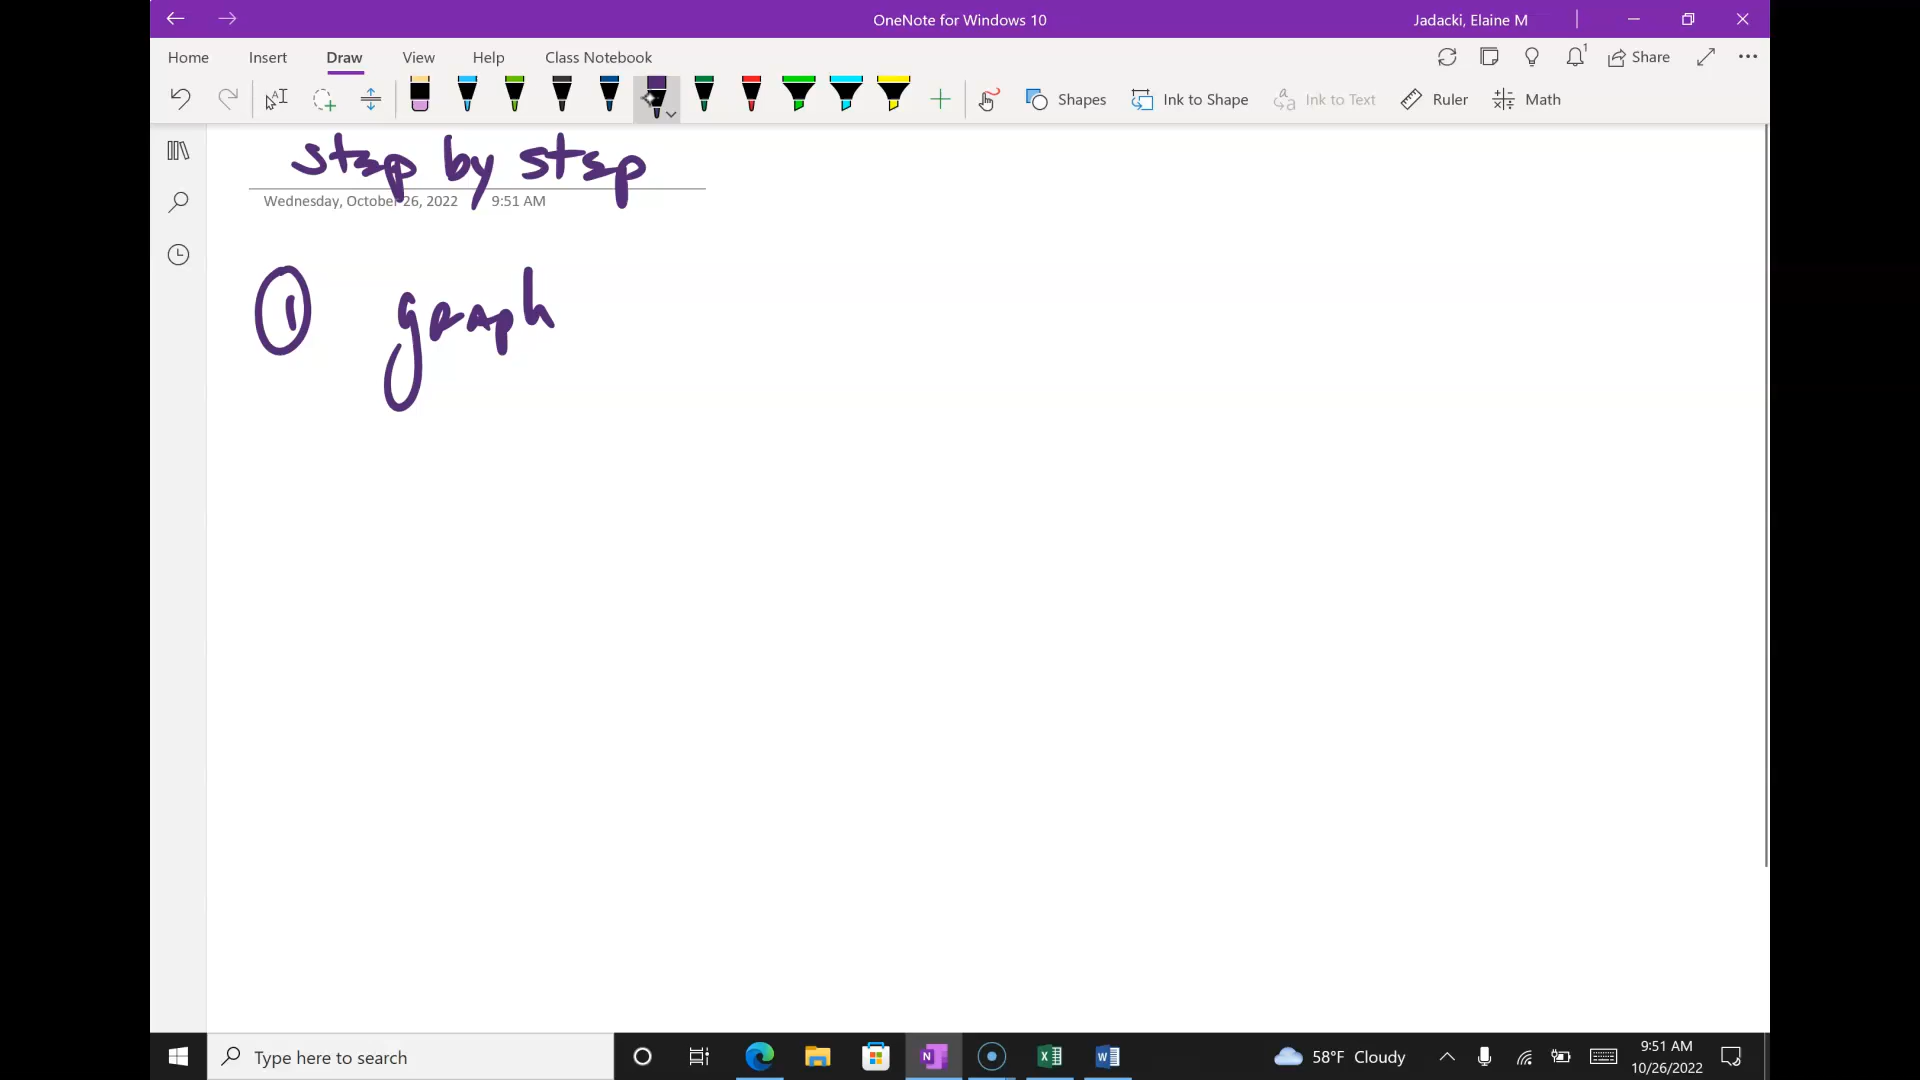 OneNote for Windows 10 Jadacki, Elaine M
Home Insert Draw View Help Class Notebook 1 Share
Shapes Ink to Shape Ink to Text Ruler Math
step by step
Wednesday, October 26, 2022 9:51 AM
① graph
Type here to search 58°F Cloudy 9:51 AM
10/26/2022